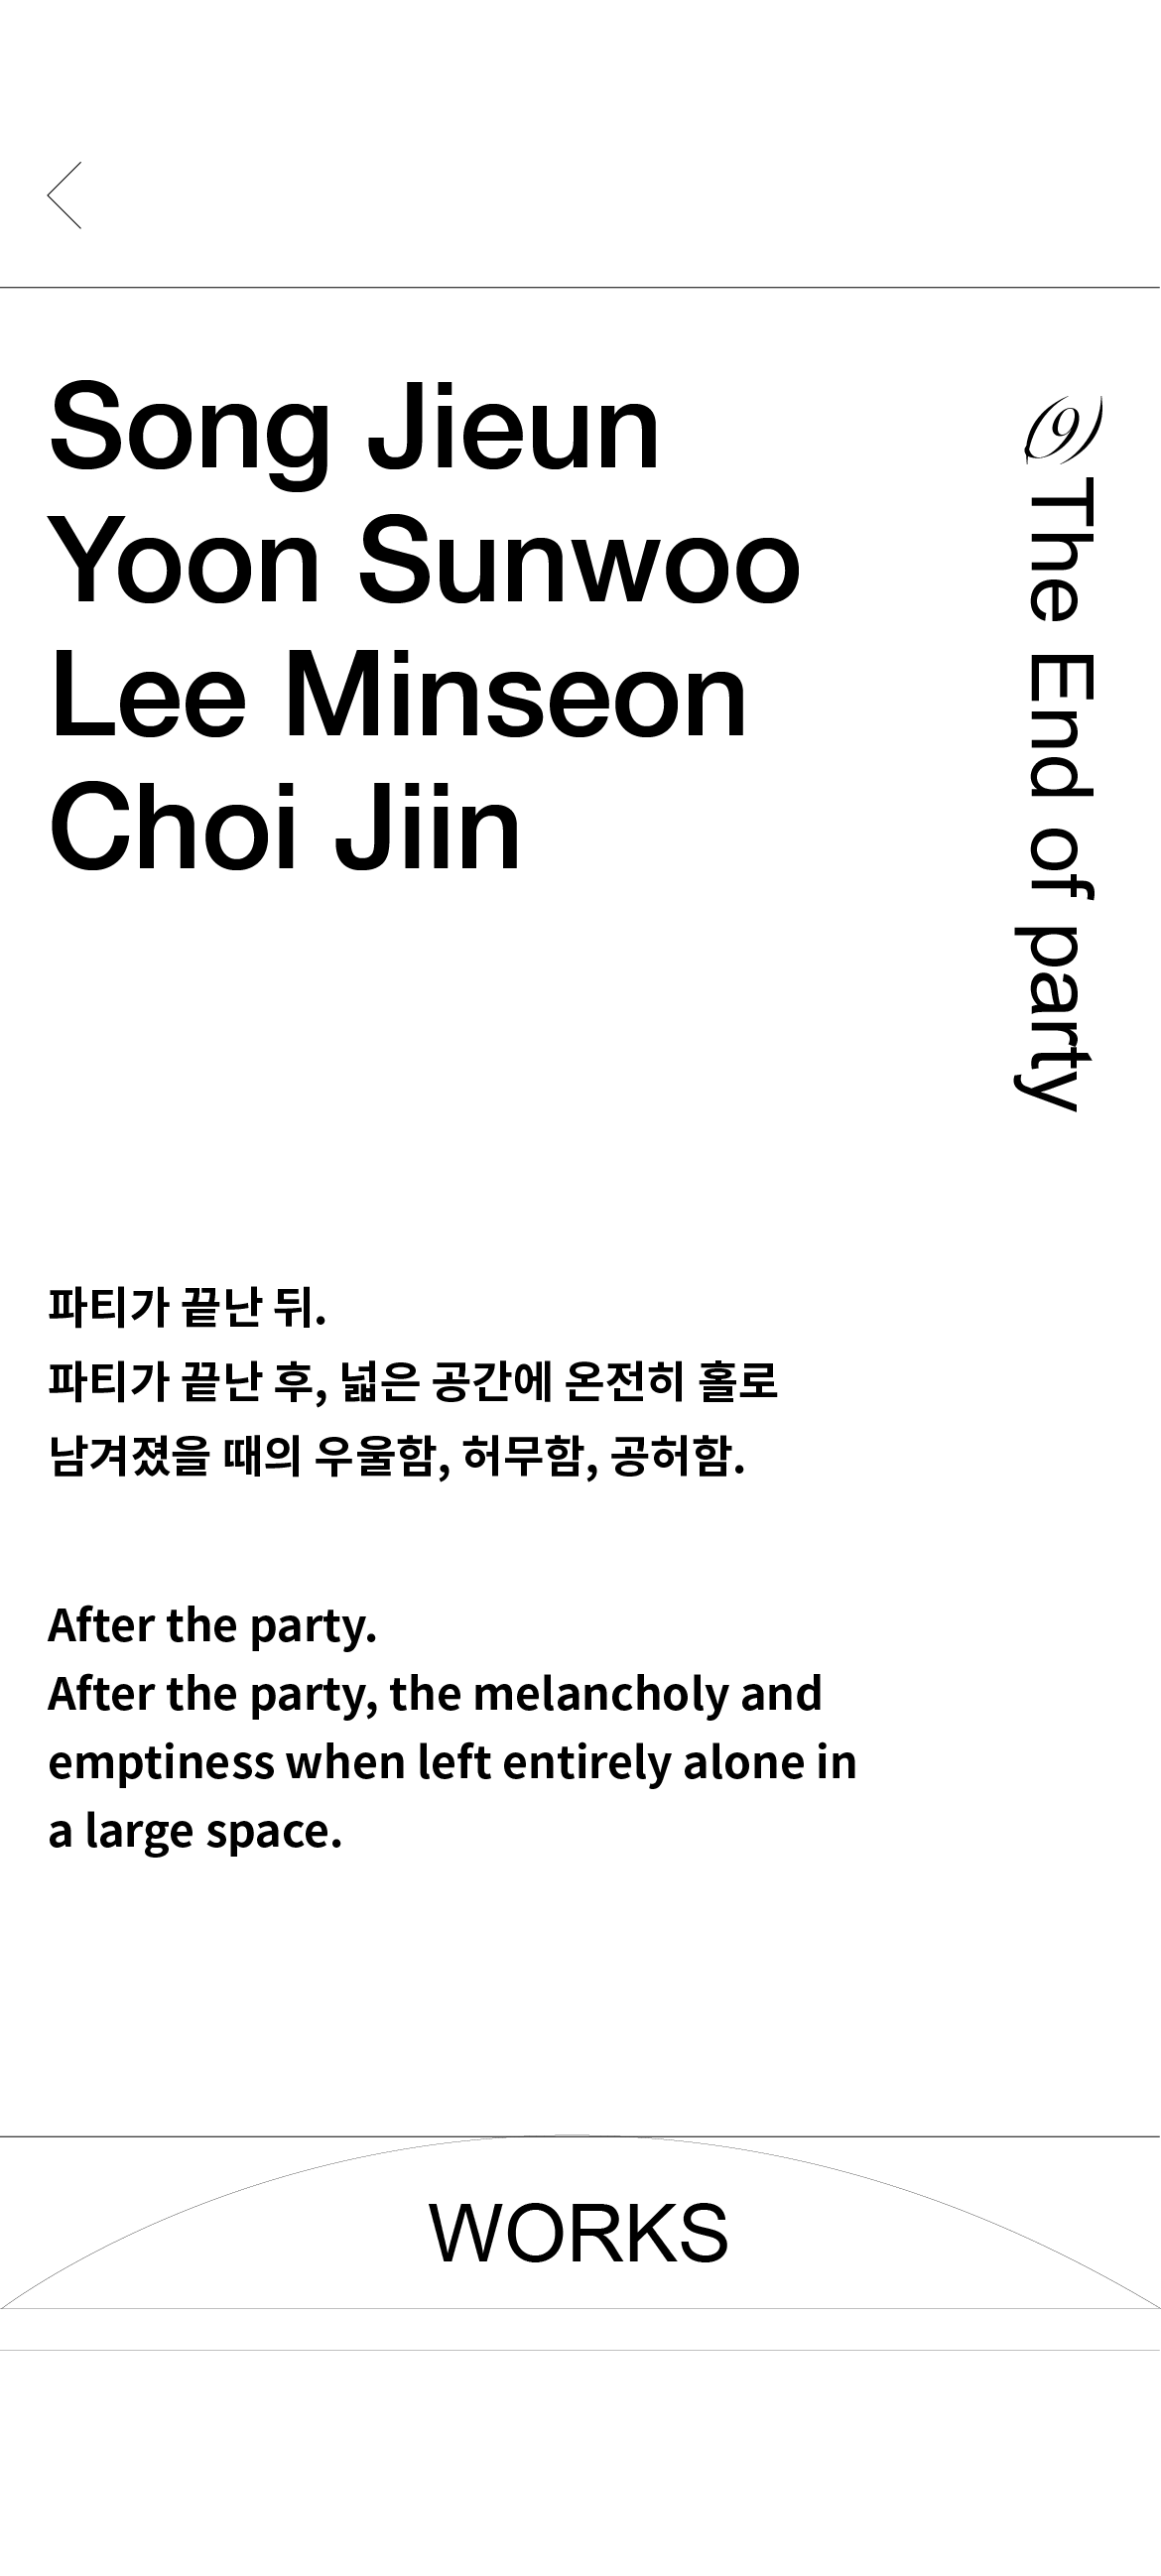 Song Jieun
Yoon Sunwoo
Lee Minseon
Choi Jiin
(9) The End of party
파티가 끝난 뒤.
파티가 끝난 후, 넓은 공간에 온전히 홀로
남겨졌을 때의 우울함, 허무함, 공허함.
After the party.
After the party, the melancholy and
emptiness when left entirely alone in
a large space.
WORKS